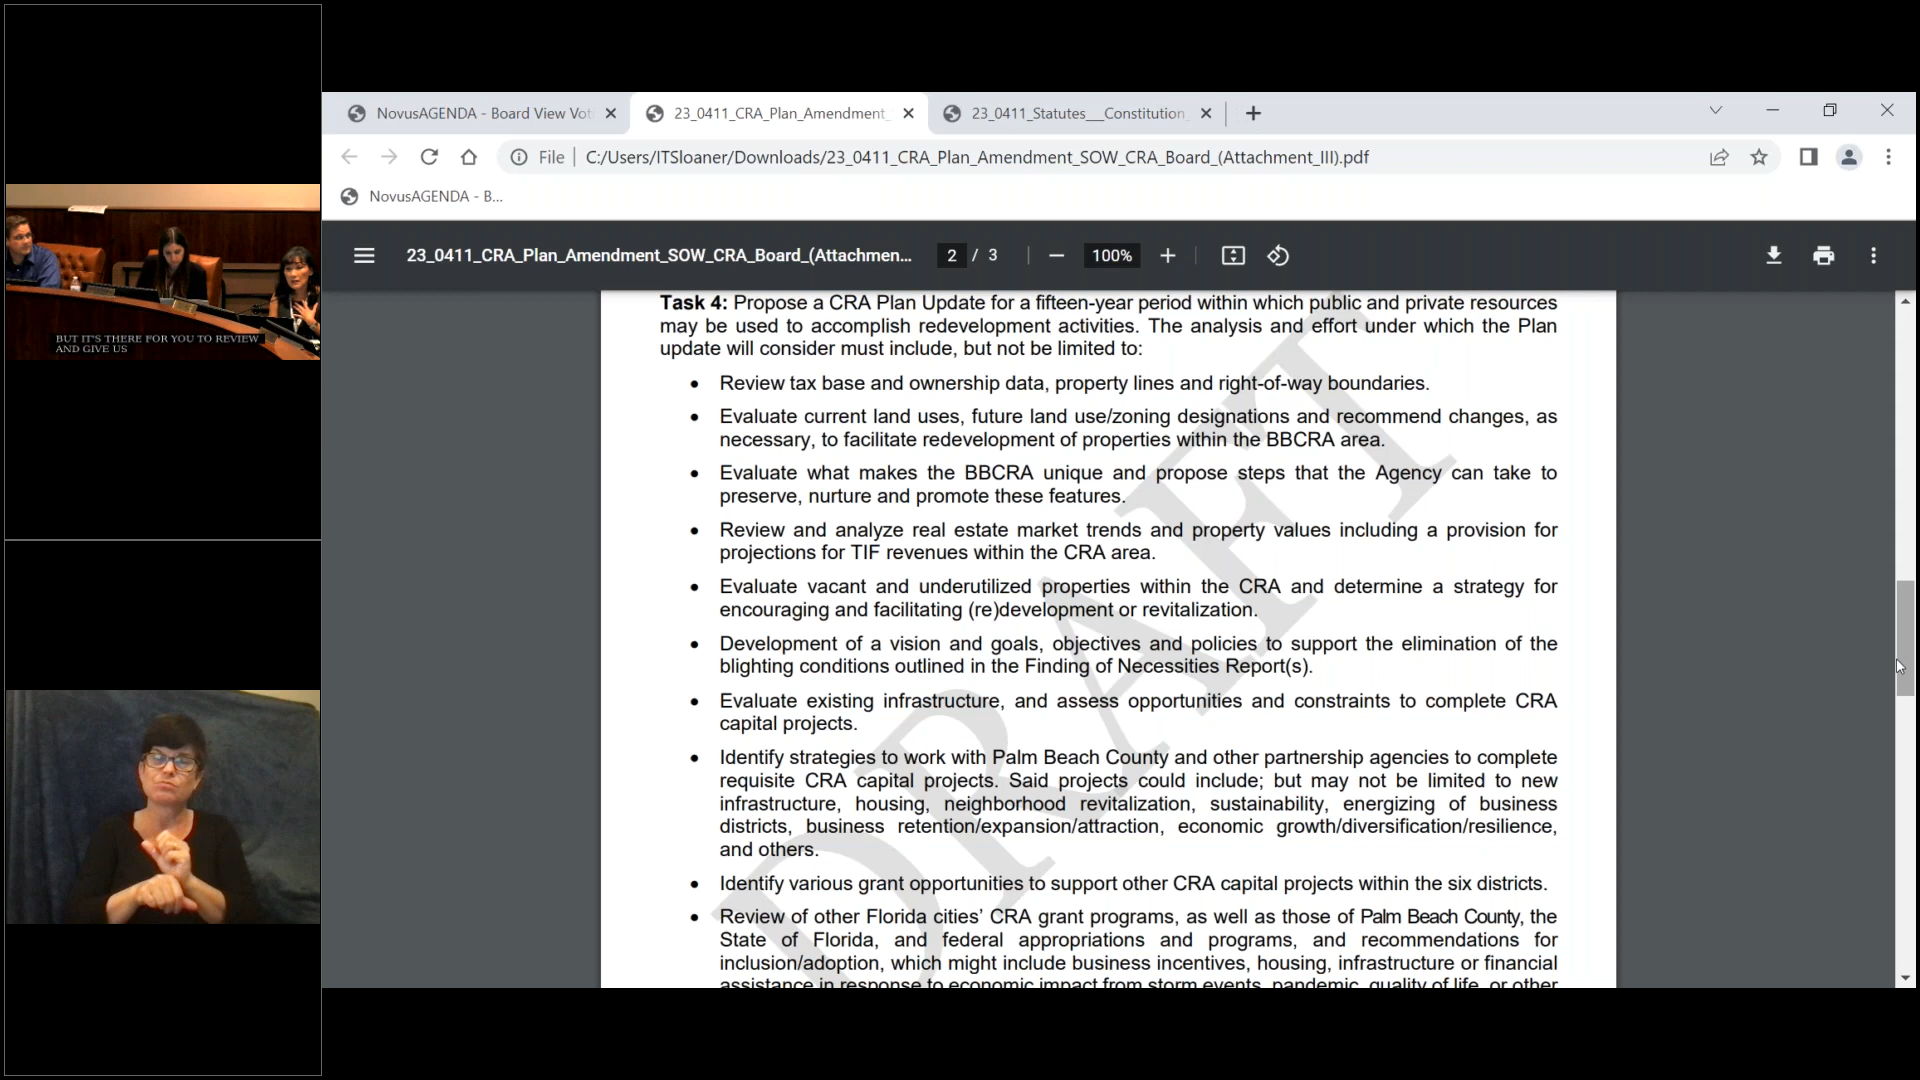 NovusAGENDA - Board View Vot
23_0411_CRA_Plan_Amendment_
23_0411_Statutes___Constitution_
File
C:/Users/ITSloaner/Downloads/23_0411_CRA_Plan_Amendment_SOW_CRA_Board_(Attachment_III).pdf
NovusAGENDA - B...
23_0411_CRA_Plan_Amendment_SOW_CRA_Board_(Attachmen...
2 / 3
100%
BUT IT'S THERE FOR YOU TO REVIEW
AND GIVE US
Task 4: Propose a CRA Plan Update for a fifteen-year period within which public and private resources
may be used to accomplish redevelopment activities. The analysis and effort under which the Plan
update will consider must include, but not be limited to:
• Review tax base and ownership data, property lines and right-of-way boundaries.
• Evaluate current land uses, future land use/zoning designations and recommend changes, as
necessary, to facilitate redevelopment of properties within the BBCRA area.
• Evaluate what makes the BBCRA unique and propose steps that the Agency can take to
preserve, nurture and promote these features.
• Review and analyze real estate market trends and property values including a provision for
projections for TIF revenues within the CRA area.
• Evaluate vacant and underutilized properties within the CRA and determine a strategy for
encouraging and facilitating (re)development or revitalization.
• Development of a vision and goals, objectives and policies to support the elimination of the
blighting conditions outlined in the Finding of Necessities Report(s).
• Evaluate existing infrastructure, and assess opportunities and constraints to complete CRA
capital projects.
• Identify strategies to work with Palm Beach County and other partnership agencies to complete
requisite CRA capital projects. Said projects could include; but may not be limited to new
infrastructure, housing, neighborhood revitalization, sustainability, energizing of business
districts, business retention/expansion/attraction, economic growth/diversification/resilience,
and others.
• Identify various grant opportunities to support other CRA capital projects within the six districts.
• Review of other Florida cities' CRA grant programs, as well as those of Palm Beach County, the
State of Florida, and federal appropriations and programs, and recommendations for
inclusion/adoption, which might include business incentives, housing, infrastructure or financial
assistance in response to economic impact from storm events, pandemic, quality of life, or other
DRAFT